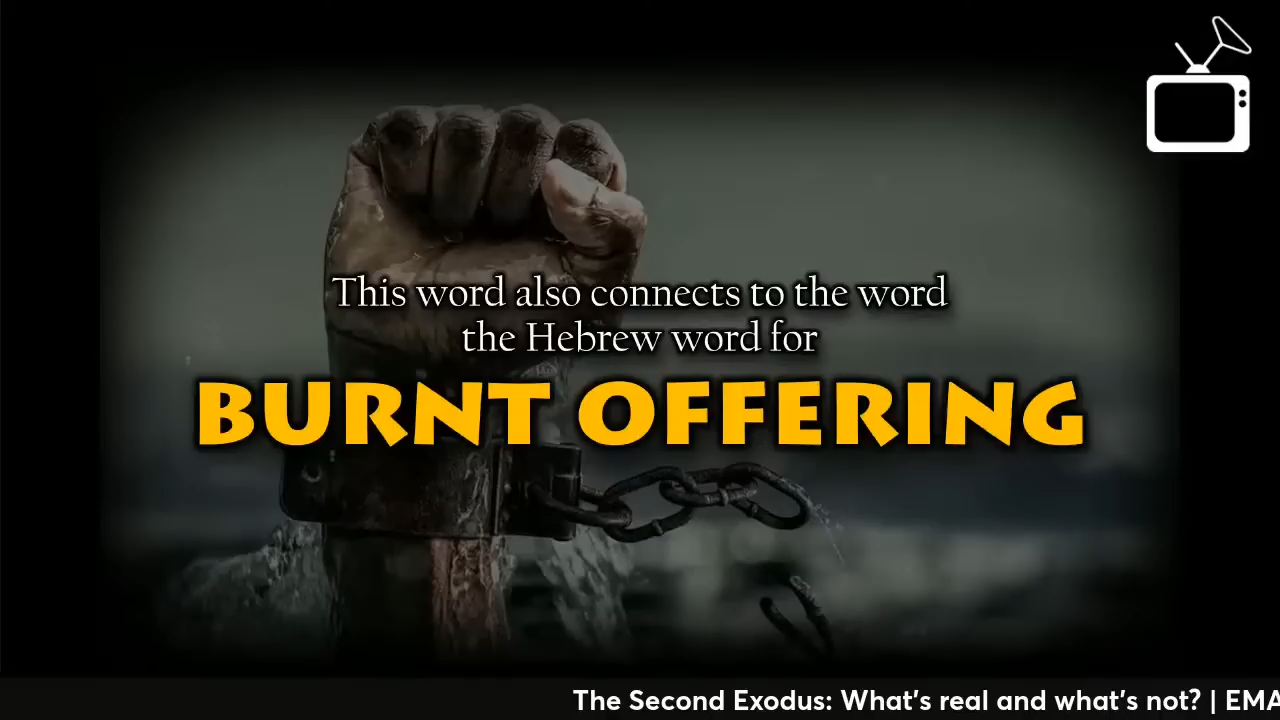 This word also connects to the word
the Hebrew word for
BURNT OFFERING
The Second Exodus: What's real and what's not? |